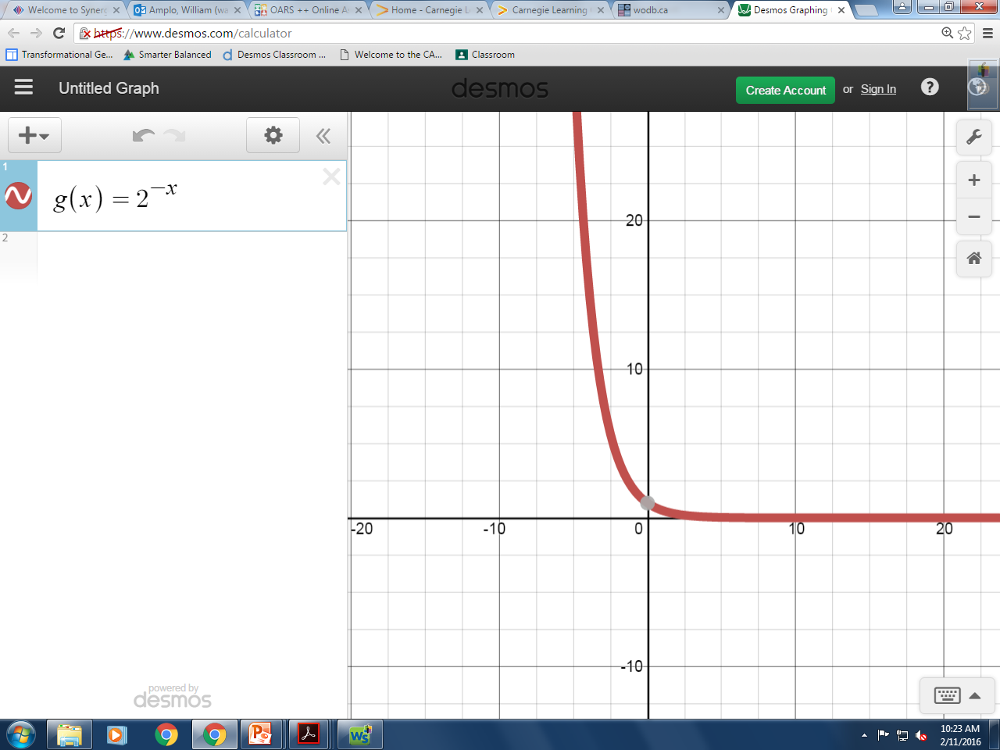 Welcome to Synerg
Amplo, William (wa
OARS ++ Online A
Home - Carnegie L
Carnegie Learning
wodb.ca
Desmos Graphing
https://www.desmos.com/calculator
Transformational Ge...
Smarter Balanced
Desmos Classroom ...
Welcome to the CA...
Classroom
Untitled Graph
desmos
Create Account
or
Sign In
?
1
g(x) = 2^{-x}
2
20
10
-20
-10
0
10
20
-10
powered by
desmos
10:23 AM
2/11/2016